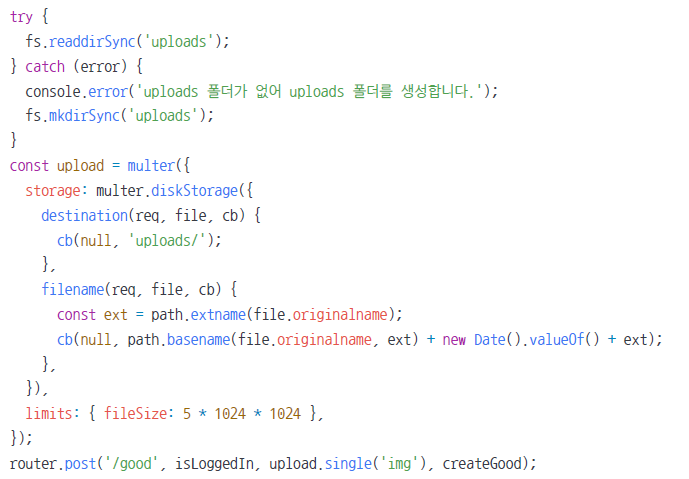 try {
  fs.readdirSync('uploads');
} catch (error) {
  console.error('uploads 폴더가 없어 uploads 폴더를 생성합니다.');
  fs.mkdirSync('uploads');
}
const upload = multer({
  storage: multer.diskStorage({
    destination(req, file, cb) {
      cb(null, 'uploads/');
    },
    filename(req, file, cb) {
      const ext = path.extname(file.originalname);
      cb(null, path.basename(file.originalname, ext) + new Date().valueOf() + ext);
    },
  }),
  limits: { fileSize: 5 * 1024 * 1024 },
});
router.post('/good', isLoggedIn, upload.single('img'), createGood);